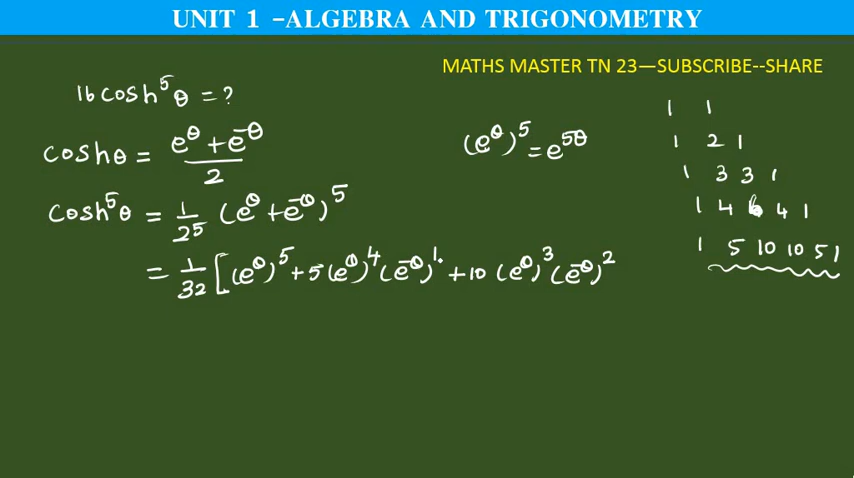 UNIT 1 -ALGEBRA AND TRIGONOMETRY
MATHS MASTER TN 23—SUBSCRIBE--SHARE
16 cosh⁵θ = ?
coshθ = (e^θ + e^-θ)/2
(e^θ)^5 = e^5θ
cosh⁵θ = 1/2⁵ (e^θ + e^-θ)^5
= 1/32 [(e^θ)^5 + 5(e^θ)^4 (e^-θ)^1 + 10 (e^θ)^3 (e^-θ)^2
1 1
1 2 1
1 3 3 1
1 4 6 4 1
1 5 10 10 5 1